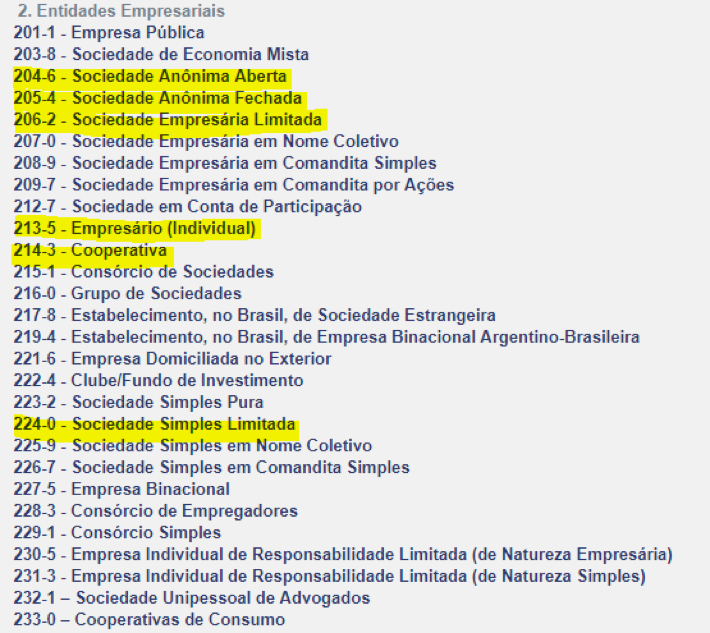 2. Entidades Empresariais
201-1 - Empresa Pública
203-8 - Sociedade de Economia Mista
204-6 - Sociedade Anônima Aberta
205-4 - Sociedade Anônima Fechada
206-2 - Sociedade Empresária Limitada
207-0 - Sociedade Empresária em Nome Coletivo
208-9 - Sociedade Empresária em Comandita Simples
209-7 - Sociedade Empresária em Comandita por Ações
212-7 - Sociedade em Conta de Participação
213-5 - Empresário (Individual)
214-3 - Cooperativa
215-1 - Consórcio de Sociedades
216-0 - Grupo de Sociedades
217-8 - Estabelecimento, no Brasil, de Sociedade Estrangeira
219-4 - Estabelecimento, no Brasil, de Empresa Binacional Argentino-Brasileira
221-6 - Empresa Domiciliada no Exterior
222-4 - Clube/Fundo de Investimento
223-2 - Sociedade Simples Pura
224-0 - Sociedade Simples Limitada
225-9 - Sociedade Simples em Nome Coletivo
226-7 - Sociedade Simples em Comandita Simples
227-5 - Empresa Binacional
228-3 - Consórcio de Empregadores
229-1 - Consórcio Simples
230-5 - Empresa Individual de Responsabilidade Limitada (de Natureza Empresária)
231-3 - Empresa Individual de Responsabilidade Limitada (de Natureza Simples)
232-1 – Sociedade Unipessoal de Advogados
233-0 – Cooperativas de Consumo